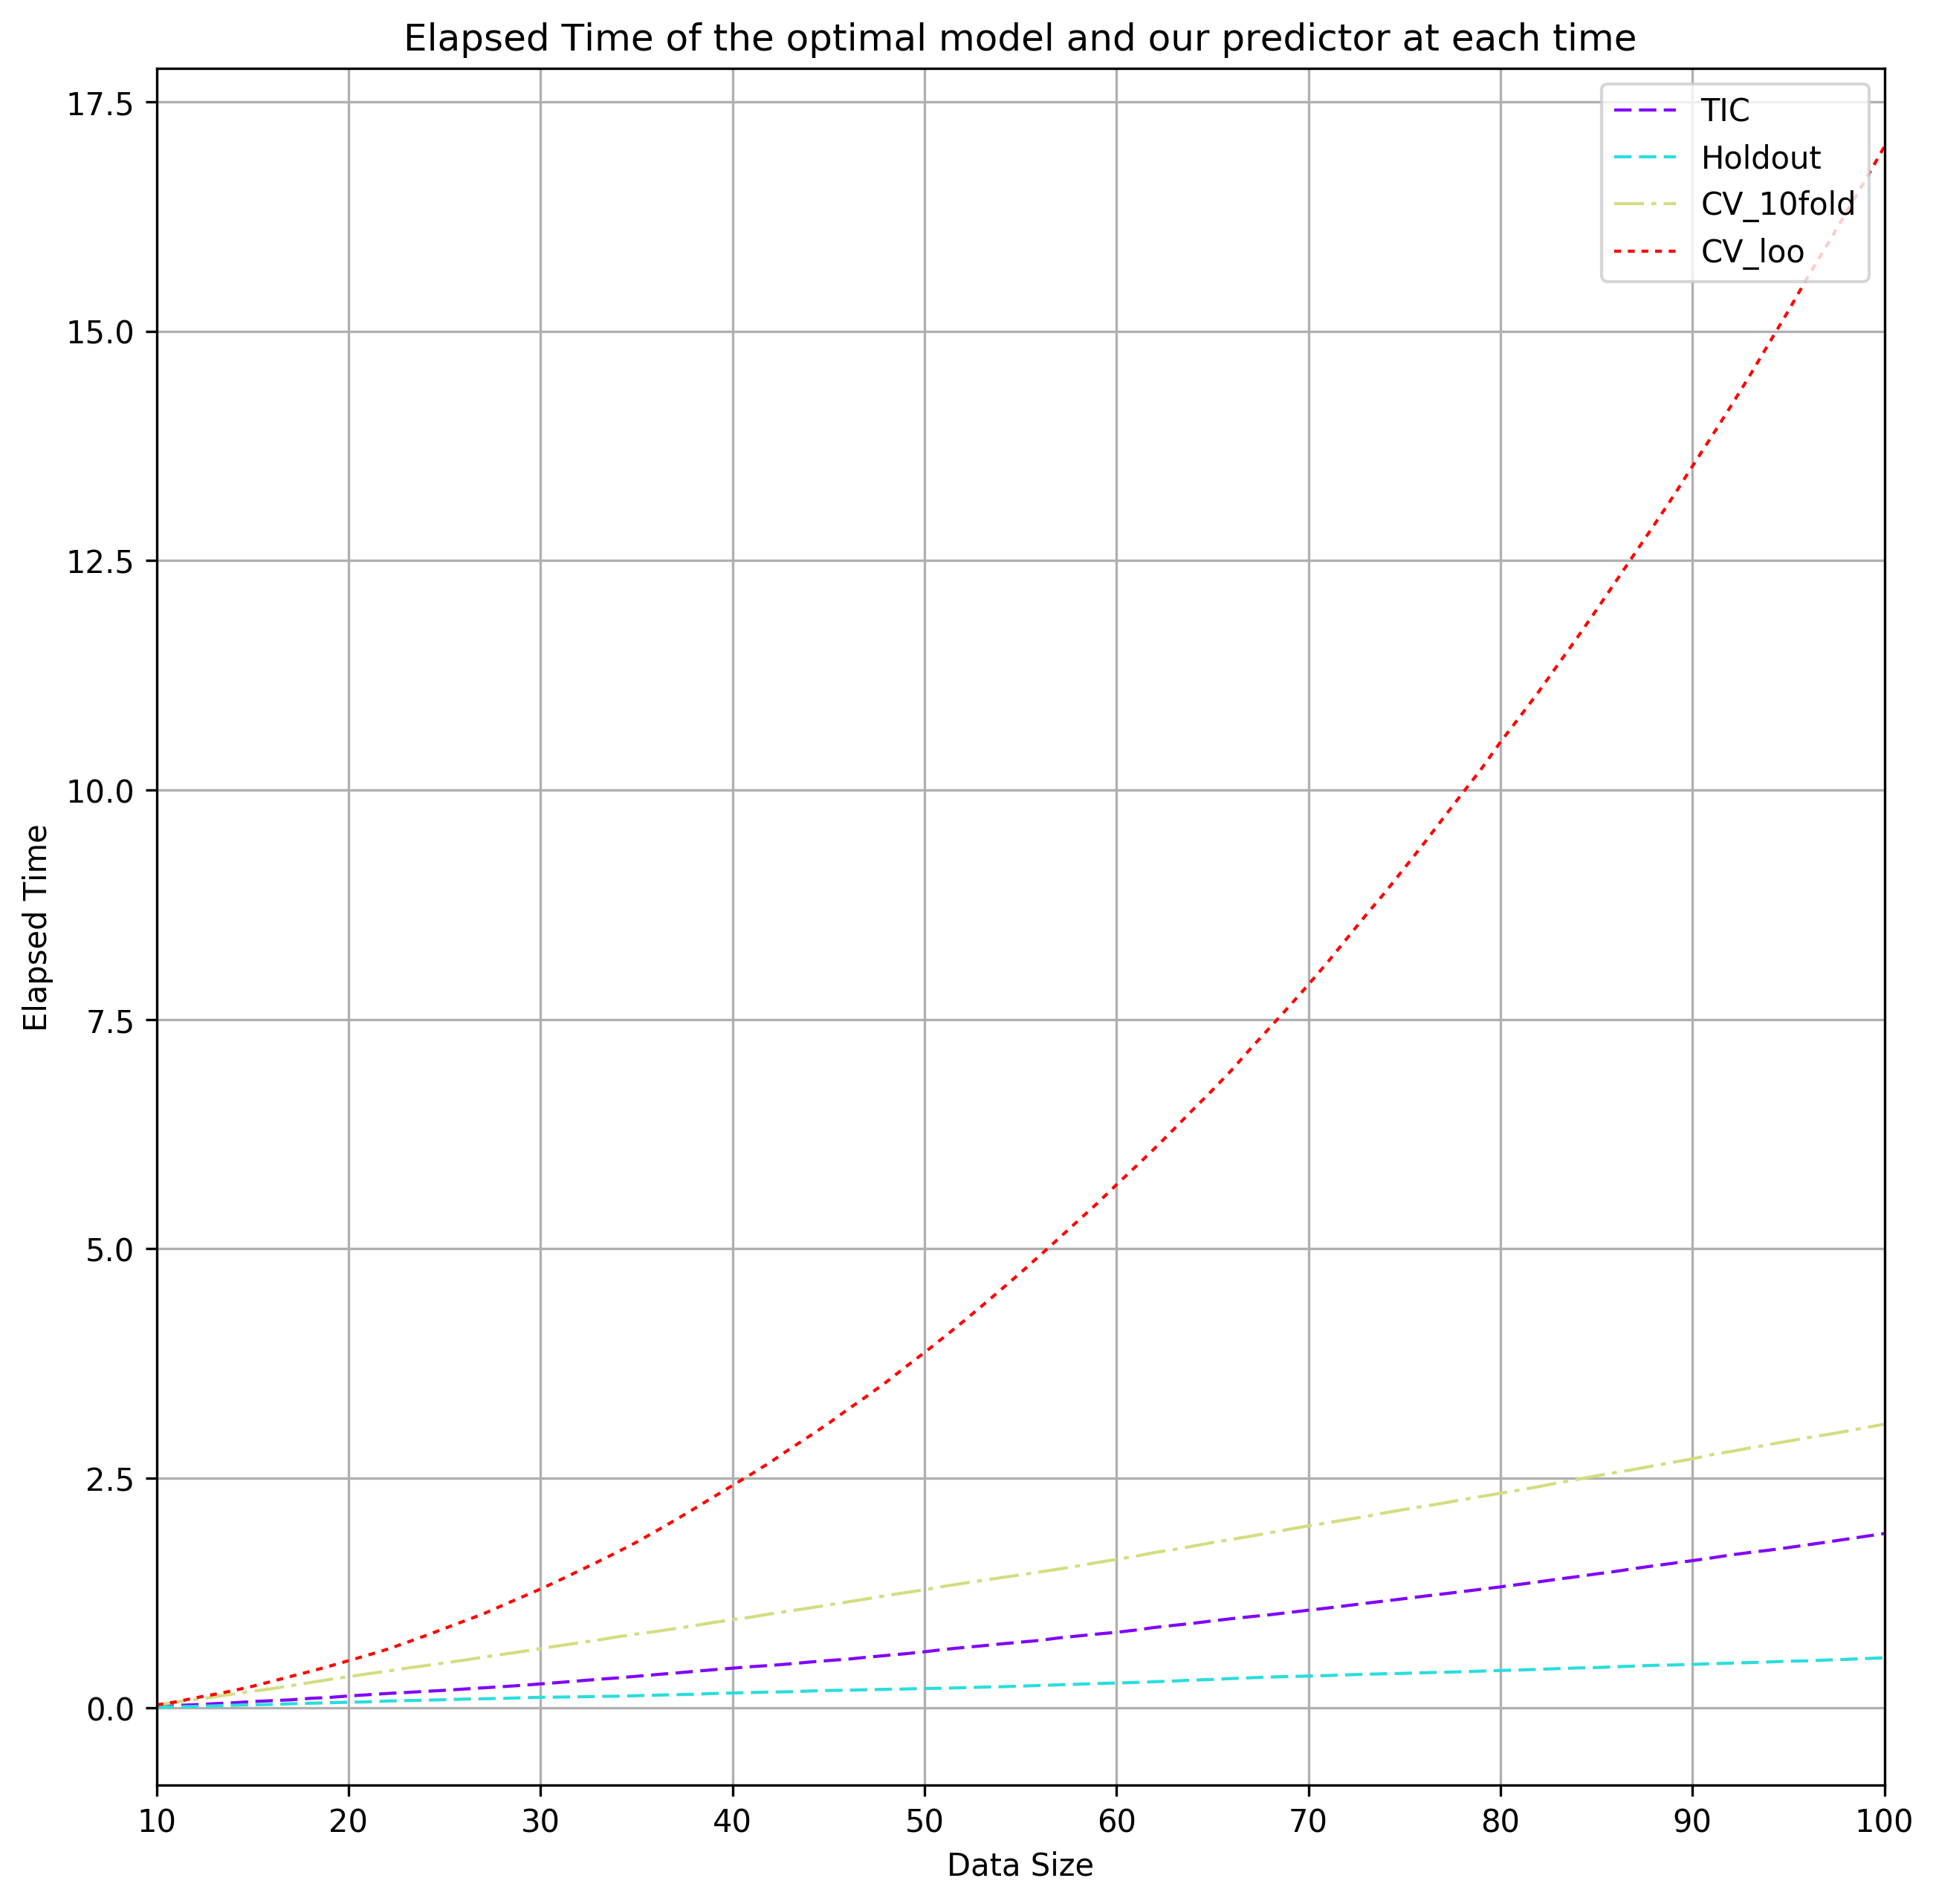 Elapsed Time of the optimal model and our predictor at each time
TIC
Holdout
CV_10fold
CV_loo
17.5
15.0
12.5
10.0
7.5
5.0
2.5
0.0
Elapsed Time
10 20 30 40 50 60 70 80 90 100
Data Size